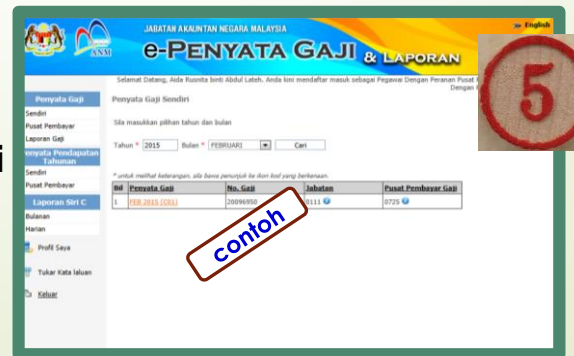 JABATAN AKAUNTAN NEGARA MALAYSIA
English
ANM
e-PENYATA GAJI & LAPORAN
Selamat Datang, Aida Rusnita binti Abdul Lateh. Anda kini mendaftar masuk sebagai Pegawai Dengan Peranan Pusat
Dengan
5
Penyata Gaji
Sendiri
Pusat Pembayar
Laporan Gaji
Penyata Pendapatan
Tahunan
Sendiri
Pusat Pembayar
Laporan Siri C
Bulanan
Harian
Profil Saya
Tukar Kata laluan
Keluar
i
Penyata Gaji Sendiri
Sila masukkan pilihan tahun dan bulan
Tahun * 2015 Bulan * FEBRUARI Cari
* untuk melihat keterangan, sila bawa penunjuk ke ikon kod yang berkenaan.
Bil Penyata Gaji No. Gaji Jabatan Pusat Pembayar Gaji
1 FEB 2015 (C01) 20096950 0111 0725
contoh